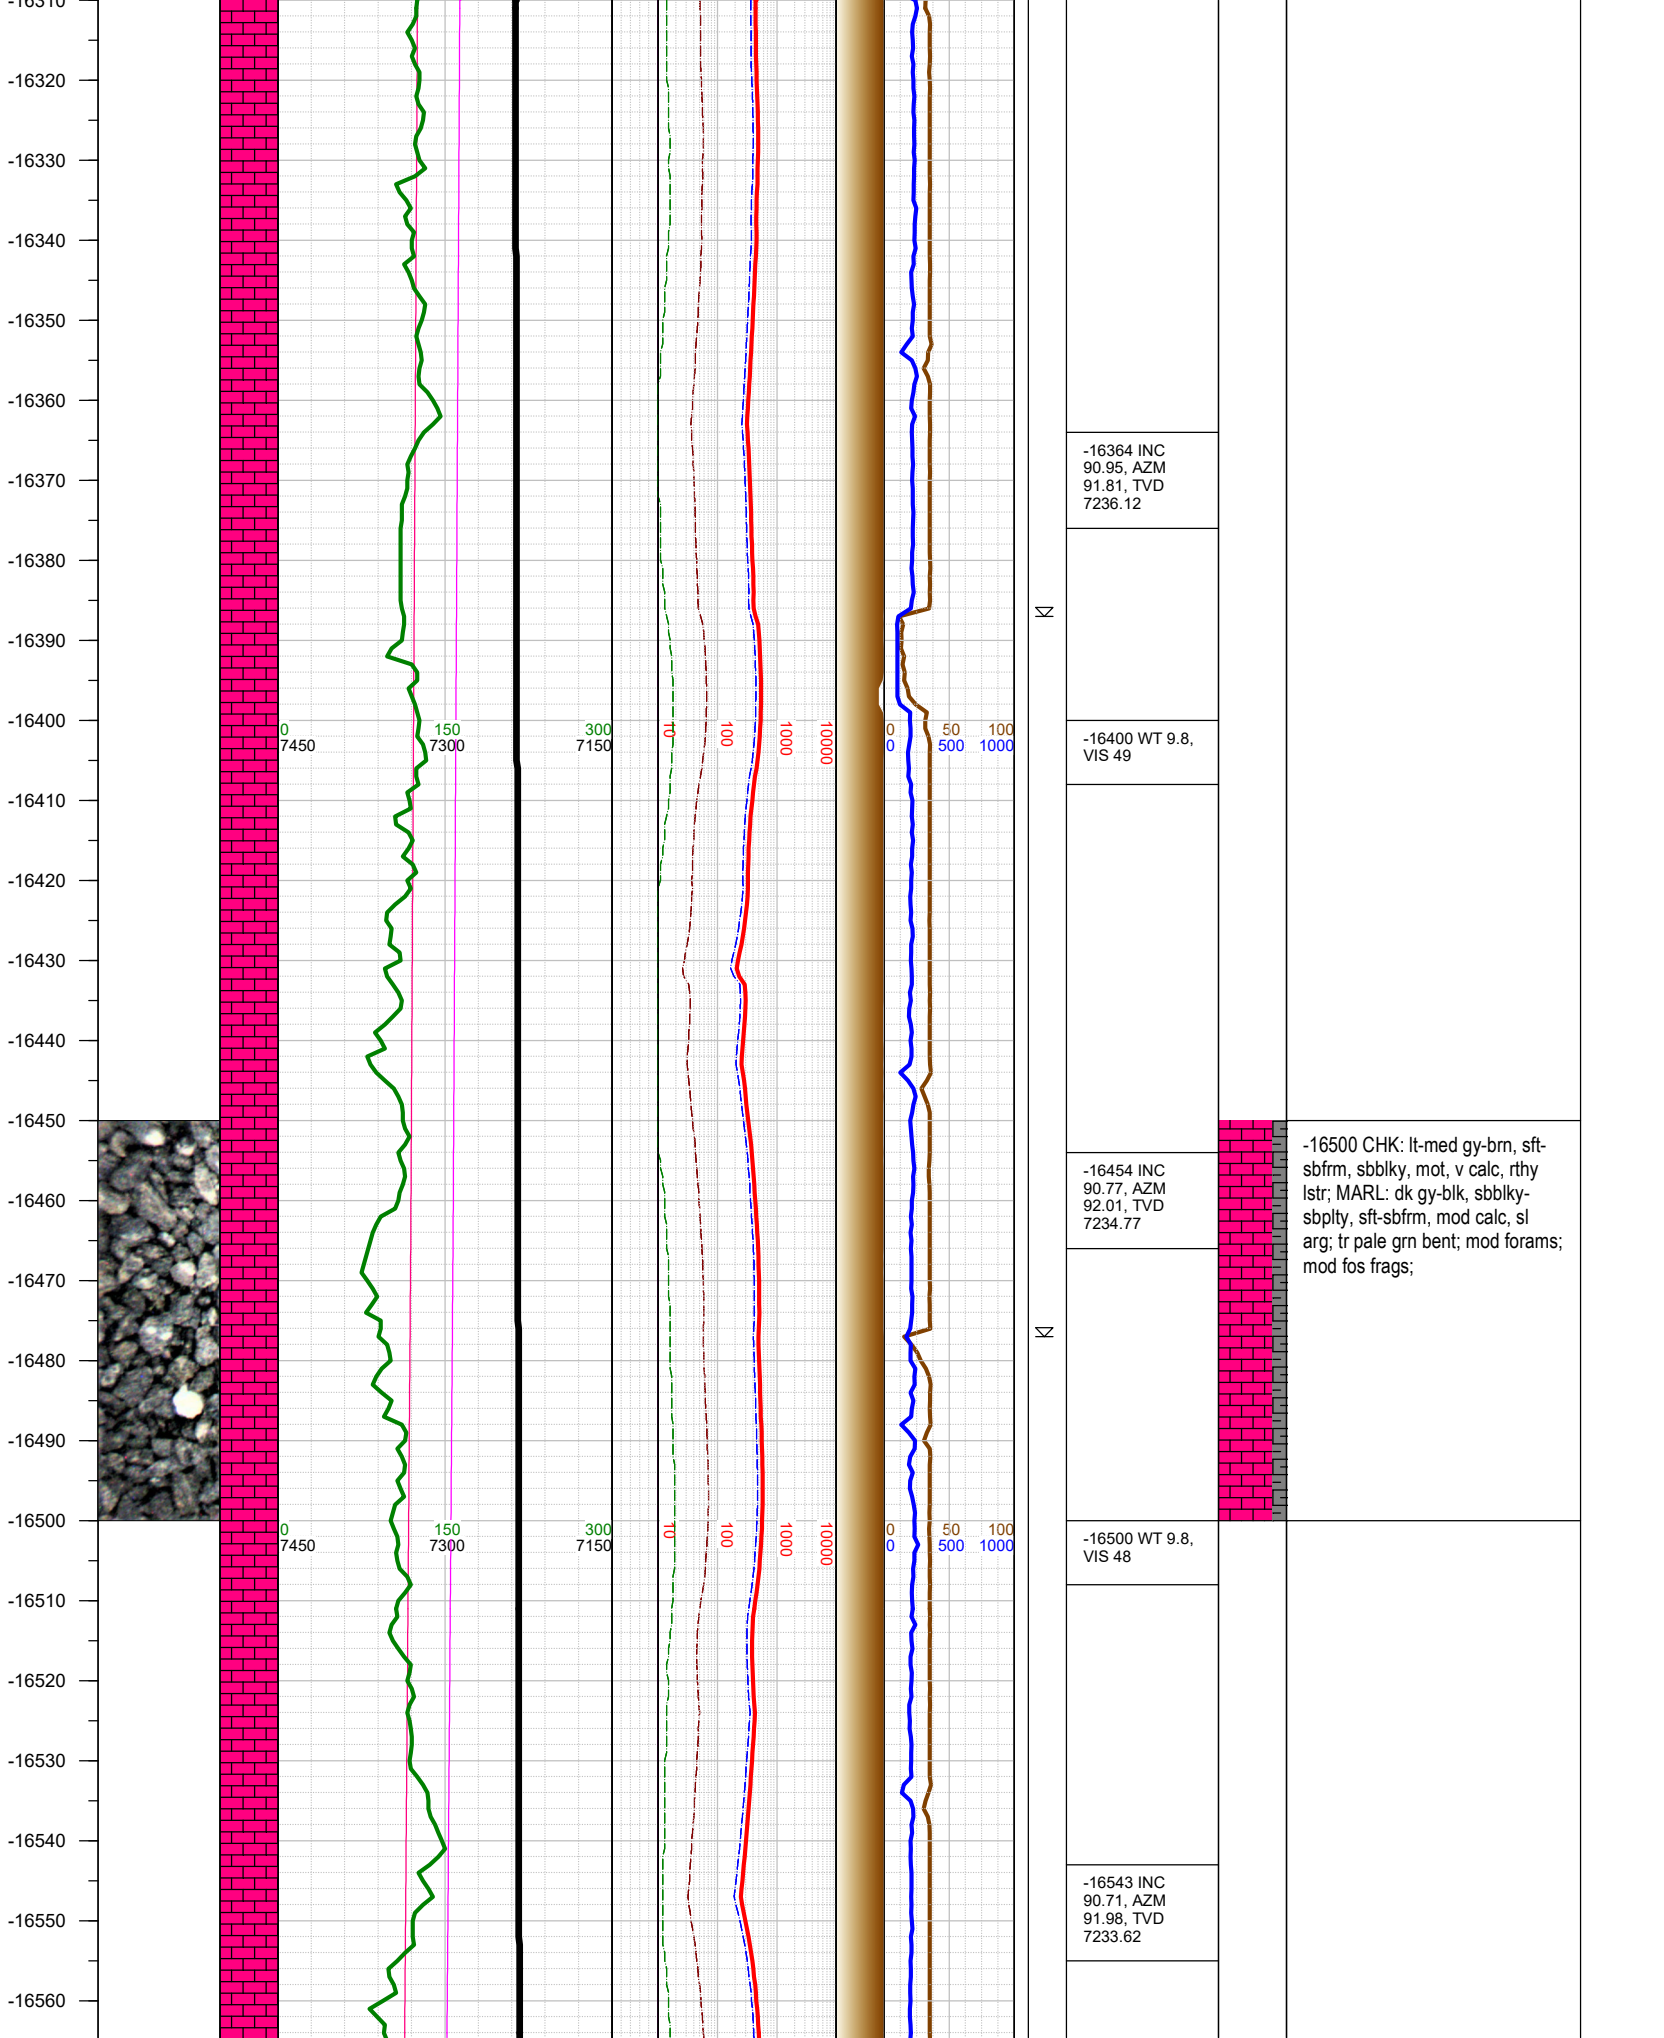 -16310
-16320
-16330
-16340
-16350
-16360
-16364 INC
90.95, AZM
91.81, TVD
7236.12
-16370
-16380
-16390
-16400
0 150 300
7450 7300 7150
10 100 1000 10000
0 50 100
0 500 1000
-16400 WT 9.8,
VIS 49
-16410
-16420
-16430
-16440
-16450
-16500 CHK: lt-med gy-brn, sft-
sbfrm, sbblky, mot, v calc, rthy
lstr; MARL: dk gy-blk, sbblky-
sbplty, sft-sbfrm, mod calc, sl
arg; tr pale grn bent; mod forams;
mod fos frags;
-16454 INC
90.77, AZM
92.01, TVD
7234.77
-16460
-16470
-16480
-16490
-16500
0 150 300
7450 7300 7150
10 100 1000 10000
0 50 100
0 500 1000
-16500 WT 9.8,
VIS 48
-16510
-16520
-16530
-16540
-16543 INC
90.71, AZM
91.98, TVD
7233.62
-16550
-16560